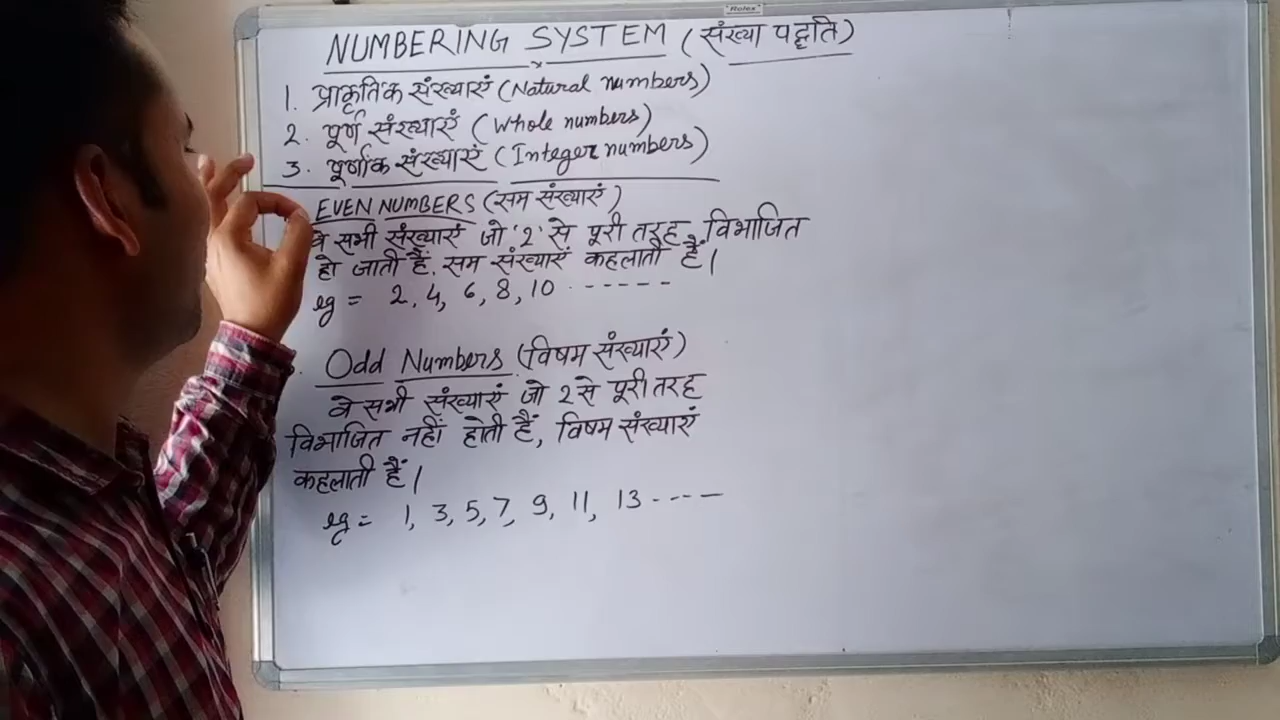 Rolex
NUMBERING SYSTEM (संख्या पद्धति)
1. प्राकृतिक संख्याएं (Natural numbers)
2. पूर्ण संख्याएं (Whole numbers)
3. पूर्णांक संख्याएं (Integer numbers)
EVEN NUMBERS (सम संख्याएं)
वे सभी संख्याएं जो '2' से पूरी तरह विभाजित
हो जाती हैं. सम संख्याएं कहलाती हैं।
eg = 2, 4, 6, 8, 10 ------
Odd Numbers (विषम संख्याएं)
वे सभी संख्याएं जो 2 से पूरी तरह
विभाजित नहीं होती हैं, विषम संख्याएं
कहलाती हैं।
eg = 1, 3, 5, 7, 9, 11, 13 ----